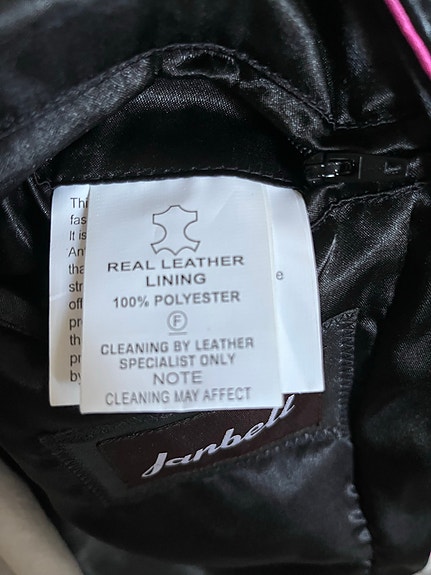 REAL LEATHER
LINING
100% POLYESTER
F
CLEANING BY LEATHER
SPECIALIST ONLY
NOTE
CLEANING MAY AFFECT
Janbell